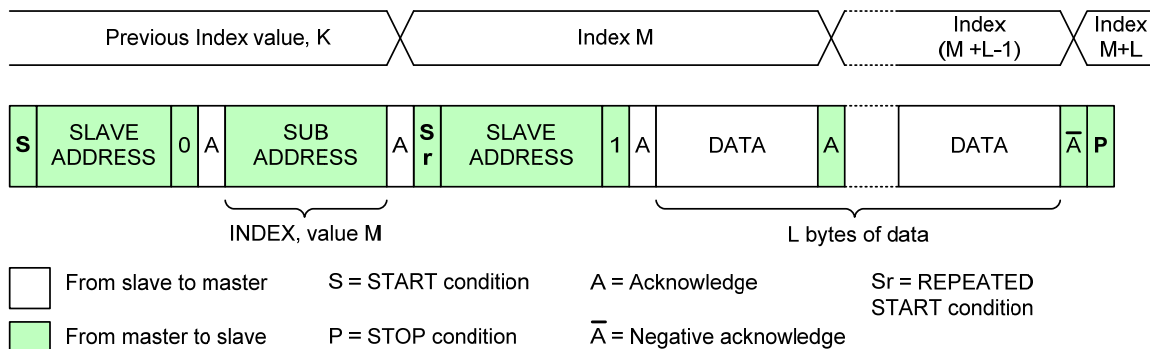 Previous Index value, K
Index M
Index
(M +L-1)
Index
M+L
S
SLAVE
ADDRESS
0
A
SUB
ADDRESS
A
S
r
SLAVE
ADDRESS
1
A
DATA
A
DATA
A̅
P
INDEX, value M
L bytes of data
From slave to master
S = START condition
A = Acknowledge
Sr = REPEATED
START condition
From master to slave
P = STOP condition
A̅ = Negative acknowledge